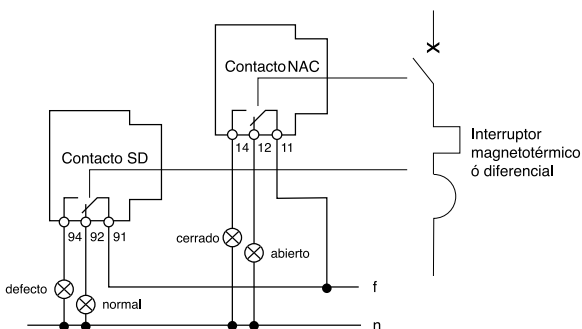 Contacto NAC
14 12 11
Interruptor
magnetotérmico
ó diferencial
Contacto SD
94 92 91
cerrado
abierto
defecto
normal
f
n